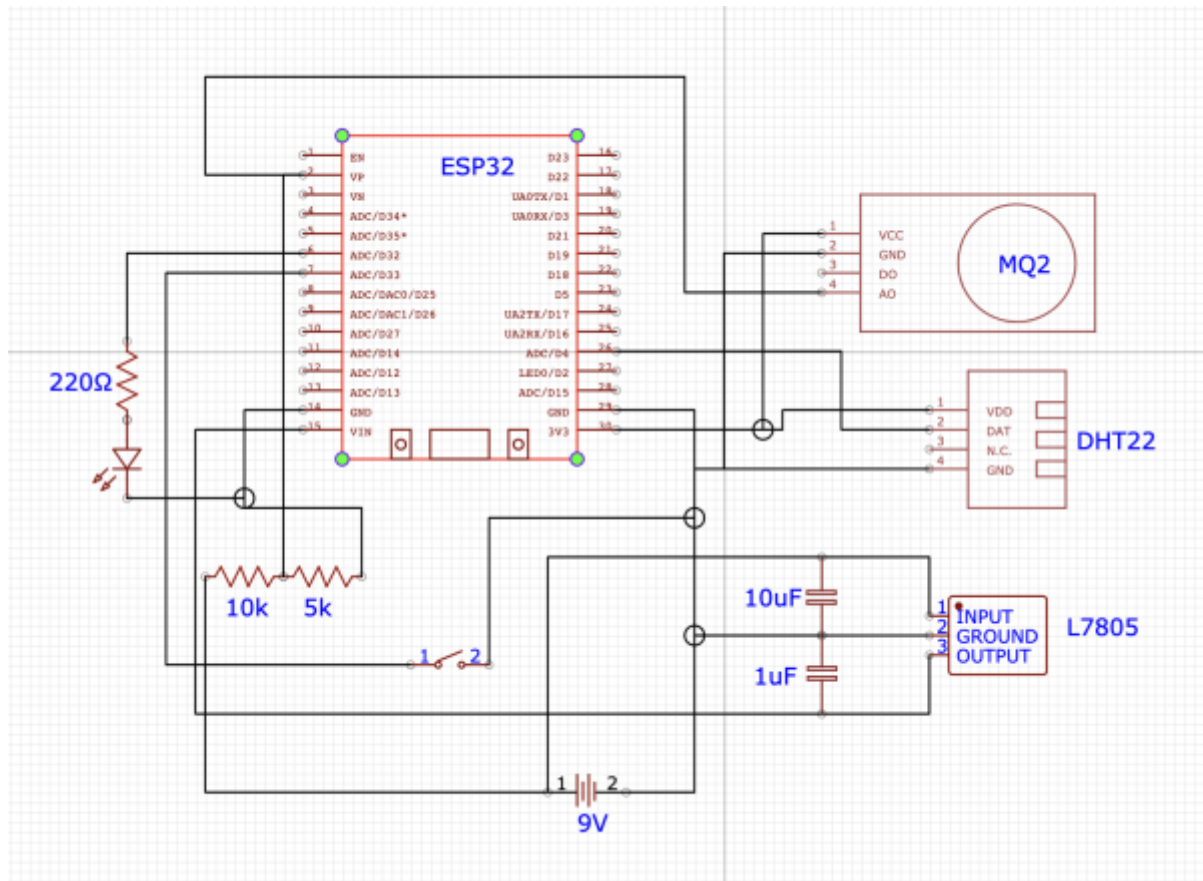 ESP32
1 EN
2 VP
3 VN
4 ADC/D34*
5 ADC/D35*
6 ADC/D32
7 ADC/D33
8 ADC/DAC0/D25
9 ADC/DAC1/D26
10 ADC/D27
11 ADC/D14
12 ADC/D12
13 ADC/D13
14 GND
15 VIN
D23 16
D22 17
UA0TX/D1 18
UA0RX/D3 19
D21 20
D19 21
D18 22
D5 23
UA2TX/D17 24
UA2RX/D16 25
ADC/D4 26
LED0/D2 27
ADC/D15 28
GND 29
3V3 30
1 VCC
2 GND
3 DO
4 AO
MQ2
1 VDD
2 DAT
3 N.C.
4 GND
DHT22
220Ω
10k
5k
1 2
10uF
1uF
1 INPUT
2 GROUND
3 OUTPUT
L7805
1 2
9V